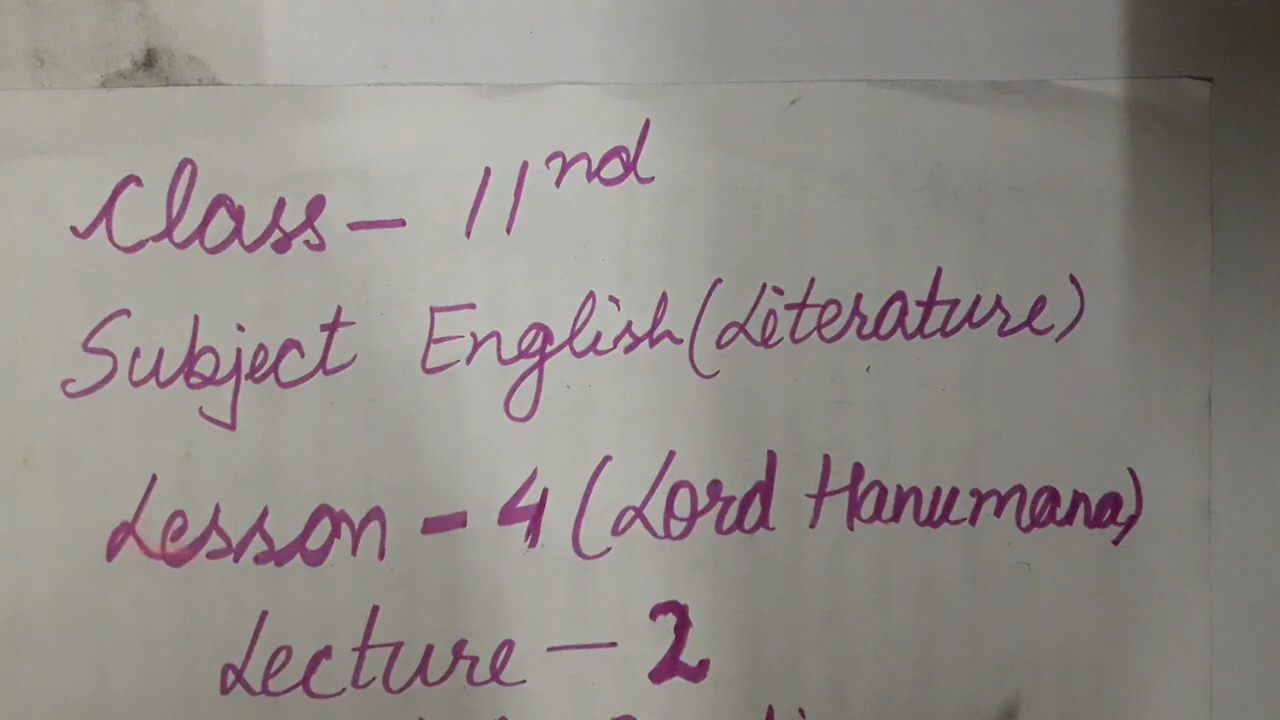 Class - 11nd
Subject English (Literature)
Lesson - 4 (Lord Hanumana)
Lecture - 2